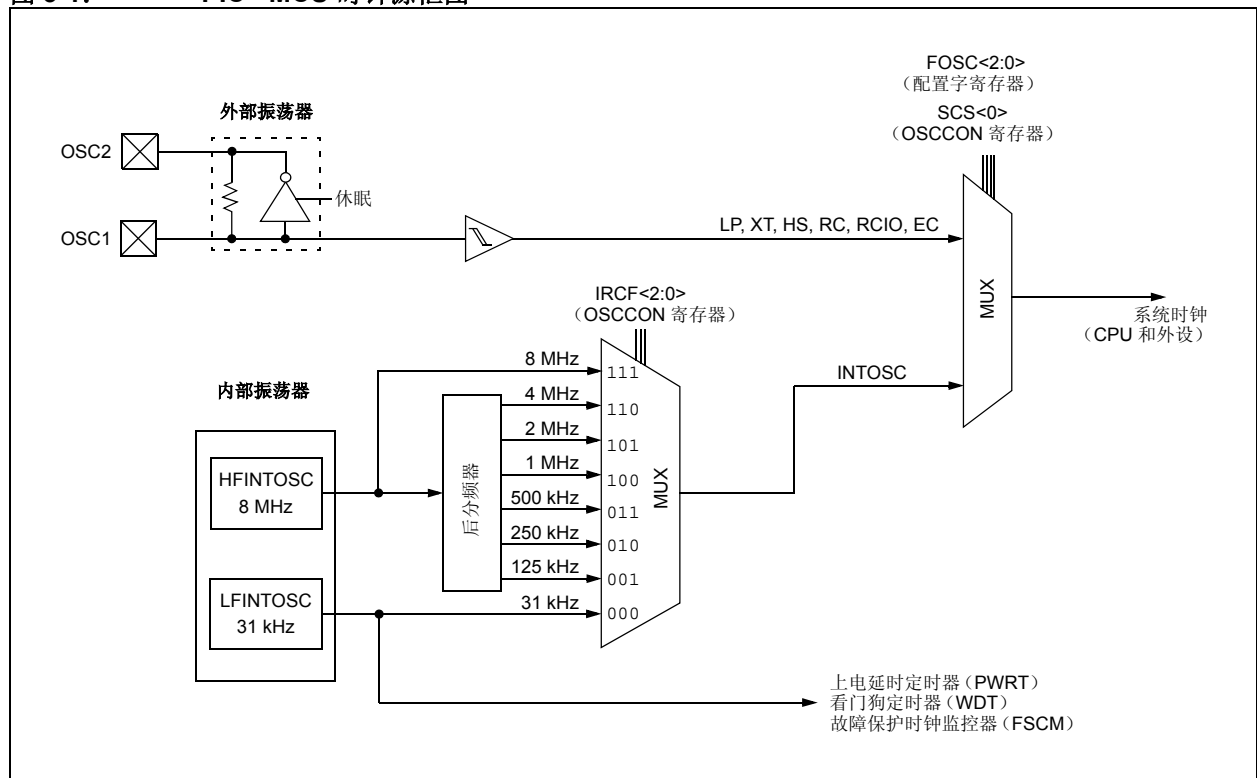 FOSC<2:0>
（配置字寄存器）
SCS<0>
（OSCCON 寄存器）
外部振荡器
OSC2
休眠
OSC1
LP, XT, HS, RC, RCIO, EC
IRCF<2:0>
（OSCCON 寄存器）
MUX
系统时钟
（CPU 和外设）
8 MHz
111
INTOSC
内部振荡器
4 MHz
110
2 MHz
101
HFINTOSC
8 MHz
后分频器
1 MHz
100
MUX
500 kHz
011
250 kHz
010
125 kHz
001
LFINTOSC
31 kHz
31 kHz
000
上电延时定时器（PWRT）
看门狗定时器（WDT）
故障保护时钟监控器（FSCM）